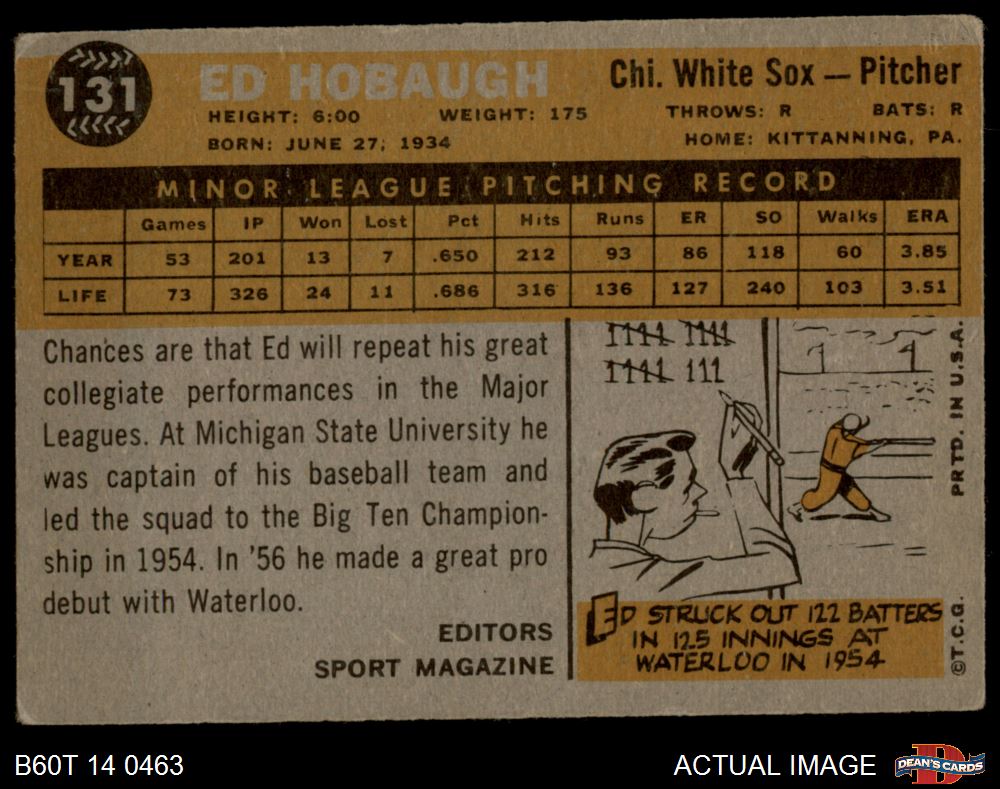 131
ED HOBAUGH
Chi. White Sox — Pitcher
HEIGHT: 6:00 WEIGHT: 175 THROWS: R BATS: R
BORN: JUNE 27, 1934 HOME: KITTANNING, PA.
MINOR LEAGUE PITCHING RECORD
Games IP Won Lost Pct Hits Runs ER SO Walks ERA
YEAR 53 201 13 7 .650 212 93 86 118 60 3.85
LIFE 73 326 24 11 .686 316 136 127 240 103 3.51
Chances are that Ed will repeat his great
collegiate performances in the Major
Leagues. At Michigan State University he
was captain of his baseball team and
led the squad to the Big Ten Champion-
ship in 1954. In '56 he made a great pro
debut with Waterloo.
EDITORS
SPORT MAGAZINE
ED STRUCK OUT 122 BATTERS
IN 125 INNINGS AT
WATERLOO IN 1954
©T.C.G. PRTD. IN U.S.A.
B60T 14 0463
ACTUAL IMAGE
D
DEAN'S CARDS